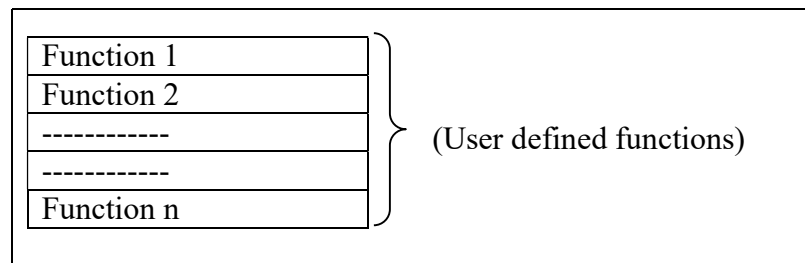 Function 1
Function 2
------------
------------
Function n
(User defined functions)